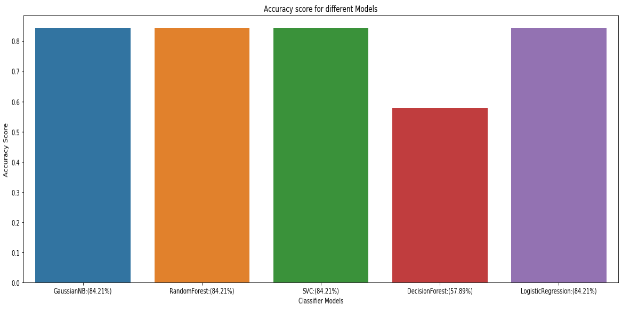 Accuracy score for different Models
Accuracy Score
0.8
0.7
0.6
0.5
0.4
0.3
0.2
0.1
0.0
GaussianNB:(84.21%) RandomForest:(84.21%) SVC:(84.21%) DecisionForest:(57.89%) LogisticRegression:(84.21%)
Classifier Models